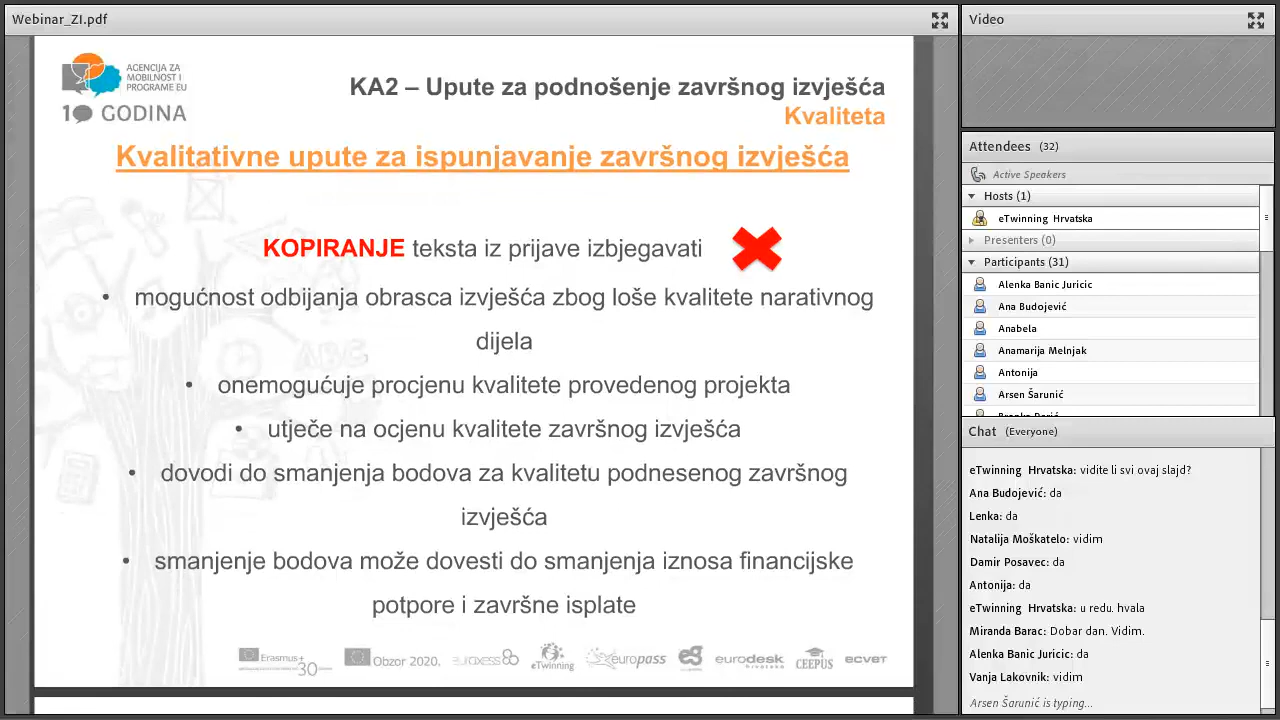 Webinar_ZI.pdf
AGENCIJA ZA
MOBILNOST I
PROGRAME EU
10 GODINA
KA2 – Upute za podnošenje završnog izvješća
Kvaliteta
Kvalitativne upute za ispunjavanje završnog izvješća
KOPIRANJE teksta iz prijave izbjegavati
• mogućnost odbijanja obrasca izvješća zbog loše kvalitete narativnog
dijela
• onemogućuje procjenu kvalitete provedenog projekta
• utječe na ocjenu kvalitete završnog izvješća
• dovodi do smanjenja bodova za kvalitetu podnesenog završnog
izvješća
• smanjenje bodova može dovesti do smanjenja iznosa financijske
potpore i završne isplate
ABC
Erasmus+
30
Obzor 2020.
euraxess
eTwinning
europass
eurodesk
hrvatska
CEEPUS
ECVET
Video
Attendees (32)
Active Speakers
Hosts (1)
eTwinning Hrvatska
Presenters (0)
Participants (31)
Alenka Banic Juricic
Ana Budojević
Anabela
Anamarija Melnjak
Antonija
Arsen Šarunić
Chat (Everyone)
eTwinning Hrvatska: vidite li svi ovaj slajd?
Ana Budojević: da
Lenka: da
Natalija Moškatelo: vidim
Damir Posavec: da
Antonija: da
eTwinning Hrvatska: u redu. hvala
Miranda Barac: Dobar dan. Vidim.
Alenka Banic Juricic: da
Vanja Lakovnik: vidim
Arsen Šarunić is typing...